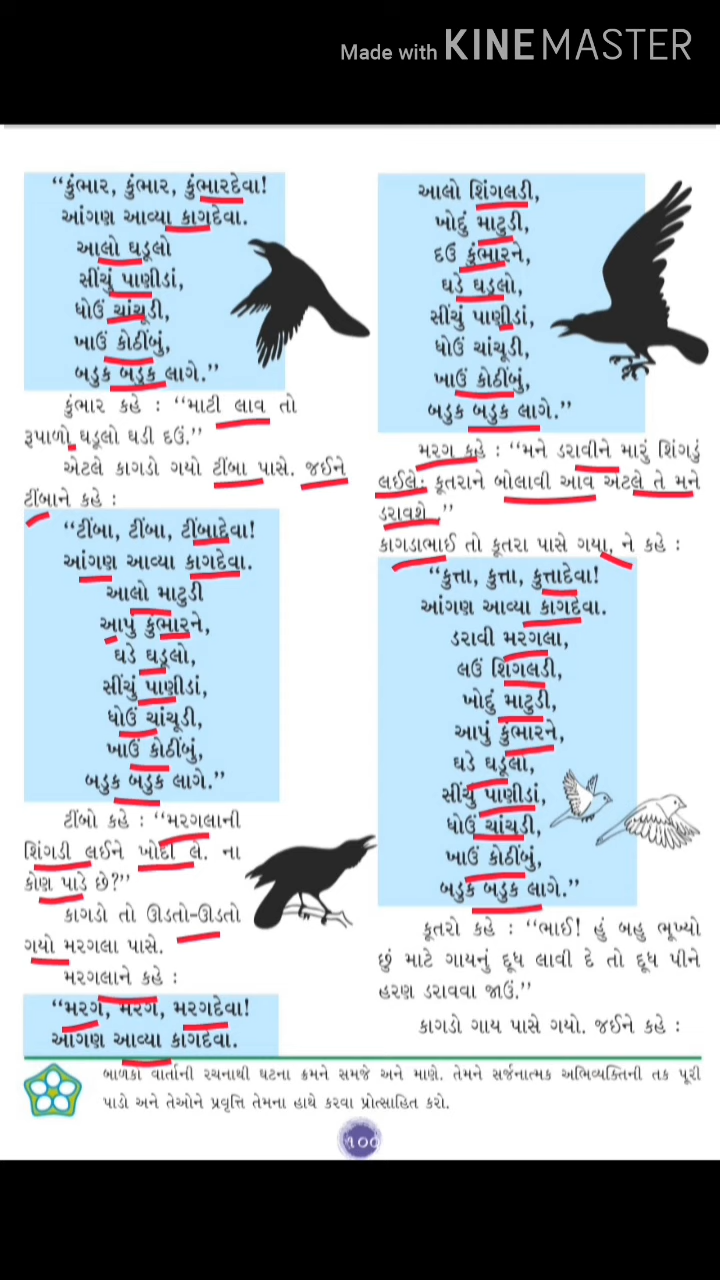 Made with KINEMASTER
“કુંભાર, કુંભાર, કુંભારદેવા!
આંગણ આવ્યા કાગદેવા.
આલો ઘડૂલો
સીંચું પાણીડાં,
ધોઉં ચાંચૂડી,
ખાઉં કોઠીંબું,
બડુક બડુક લાગે.”
કુંભાર કહે : “માટી લાવ તો
રૂપાળો ઘડૂલો ઘડી દઉં.”
એટલે કાગડો ગયો ટીંબા પાસે. જઈને
ટીંબાને કહે :
“ટીંબા, ટીંબા, ટીંબાદેવા!
આંગણ આવ્યા કાગદેવા.
આલો માટુડી
આપું કુંભારને,
ઘડે ઘડૂલો,
સીંચું પાણીડાં,
ધોઉં ચાંચૂડી,
ખાઉં કોઠીંબું,
બડુક બડુક લાગે.”
ટીંબો કહે : “મરગલાની
શિંગડી લઈને ખોદી લે. ના
કોણ પાડે છે?”
કાગડો તો ઊડતો-ઊડતો
ગયો મરગલા પાસે.
મરગલાને કહે :
“મરગ, મરગ, મરગદેવા!
આંગણ આવ્યા કાગદેવા.
આલો શિંગલડી,
ખોદું માટુડી,
દઉં કુંભારને,
ઘડે ઘડૂલો,
સીંચું પાણીડાં,
ધોઉં ચાંચૂડી,
ખાઉં કોઠીંબું,
બડુક બડુક લાગે.”
મરગ કહે : “મને ડરાવીને મારું શિંગડું
લઈલે; કૂતરાને બોલાવી આવ એટલે તે મને
ડરાવશે.”
કાગડાભાઈ તો કૂતરા પાસે ગયા, ને કહે :
“કુત્તા, કુત્તા, કુત્તાદેવા!
આંગણ આવ્યા કાગદેવા.
ડરાવી મરગલા,
લઉં શિંગલડી,
ખોદું માટુડી,
આપું કુંભારને,
ઘડે ઘડૂલો,
સીંચું પાણીડાં,
ધોઉં ચાંચડી,
ખાઉં કોઠીંબું,
બડુક બડુક લાગે.”
કૂતરો કહે : “ભાઈ! હું બહુ ભૂખ્યો
છું માટે ગાયનું દૂધ લાવી દે તો દૂધ પીને
હરણ ડરાવવા જાઉં.”
કાગડો ગાય પાસે ગયો. જઈને કહે :
બાળકો વાર્તાની રચનાથી ઘટના ક્રમને સમજે અને માણે. તેમને સર્જનાત્મક અભિવ્યક્તિની તક પૂરી
પાડો અને તેઓને પ્રવૃત્તિ તેમના હાથે કરવા પ્રોત્સાહિત કરો.
૧૦૦